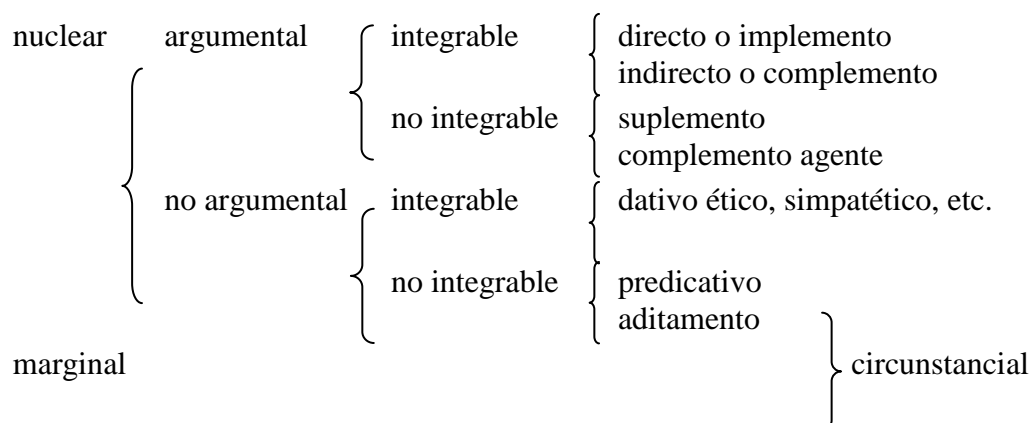 nuclear argumental integrable directo o implemento
indirecto o complemento
no integrable suplemento
complemento agente
no argumental integrable dativo ético, simpatético, etc.
no integrable predicativo
aditamento
marginal circunstancial